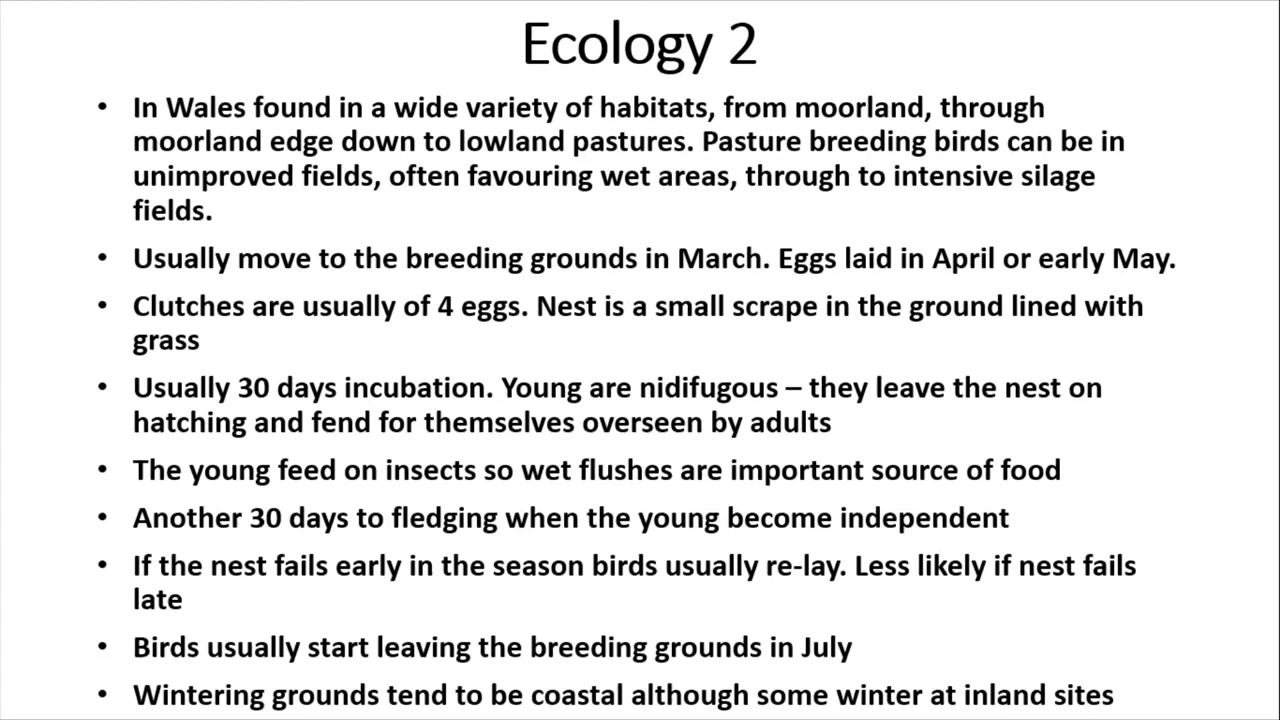 Ecology 2
• In Wales found in a wide variety of habitats, from moorland, through
moorland edge down to lowland pastures. Pasture breeding birds can be in
unimproved fields, often favouring wet areas, through to intensive silage
fields.
• Usually move to the breeding grounds in March. Eggs laid in April or early May.
• Clutches are usually of 4 eggs. Nest is a small scrape in the ground lined with
grass
• Usually 30 days incubation. Young are nidifugous – they leave the nest on
hatching and fend for themselves overseen by adults
• The young feed on insects so wet flushes are important source of food
• Another 30 days to fledging when the young become independent
• If the nest fails early in the season birds usually re-lay. Less likely if nest fails
late
• Birds usually start leaving the breeding grounds in July
• Wintering grounds tend to be coastal although some winter at inland sites